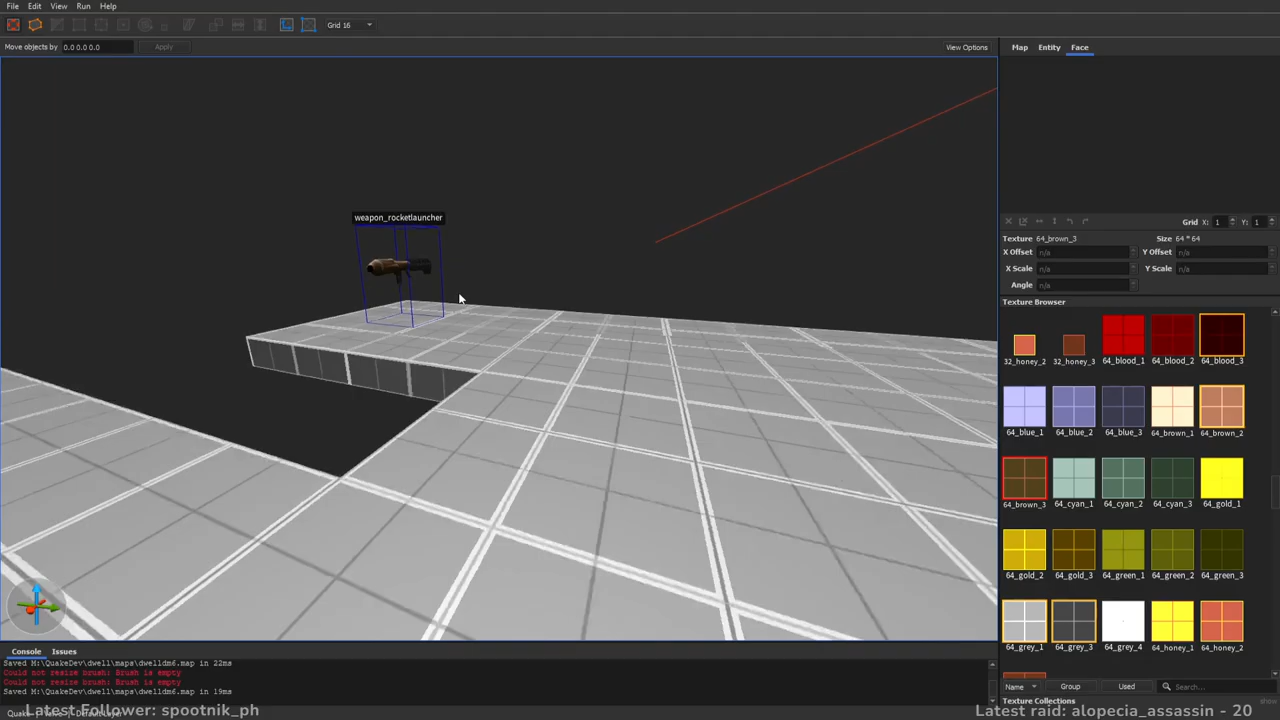 File Edit View Run Help
Grid 16
Move objects by 0.0 0.0 0.0 Apply
View Options
Map Entity Face
weapon_rocketlauncher
Grid X: 1 Y: 1
Texture 64_brown_3 Size 64 * 64
X Offset n/a Y Offset n/a
X Scale n/a Y Scale n/a
Angle n/a
Texture Browser
32_honey_2 32_honey_3 64_blood_1 64_blood_2 64_blood_3
64_blue_1 64_blue_2 64_blue_3 64_brown_1 64_brown_2
64_brown_3 64_cyan_1 64_cyan_2 64_cyan_3 64_gold_1
64_gold_2 64_gold_3 64_green_1 64_green_2 64_green_3
64_grey_1 64_grey_3 64_grey_4 64_honey_1 64_honey_2
Name Group Used Search...
Texture Collections show
Console Issues
Saved M:\QuakeDev\dwell\maps\dwelldm6.map in 22ms
Could not resize brush: Brush is empty
Could not resize brush: Brush is empty
Saved M:\QuakeDev\dwell\maps\dwelldm6.map in 19ms
Latest Follower: spootnik_ph
Latest raid: alopecia_assassin - 20